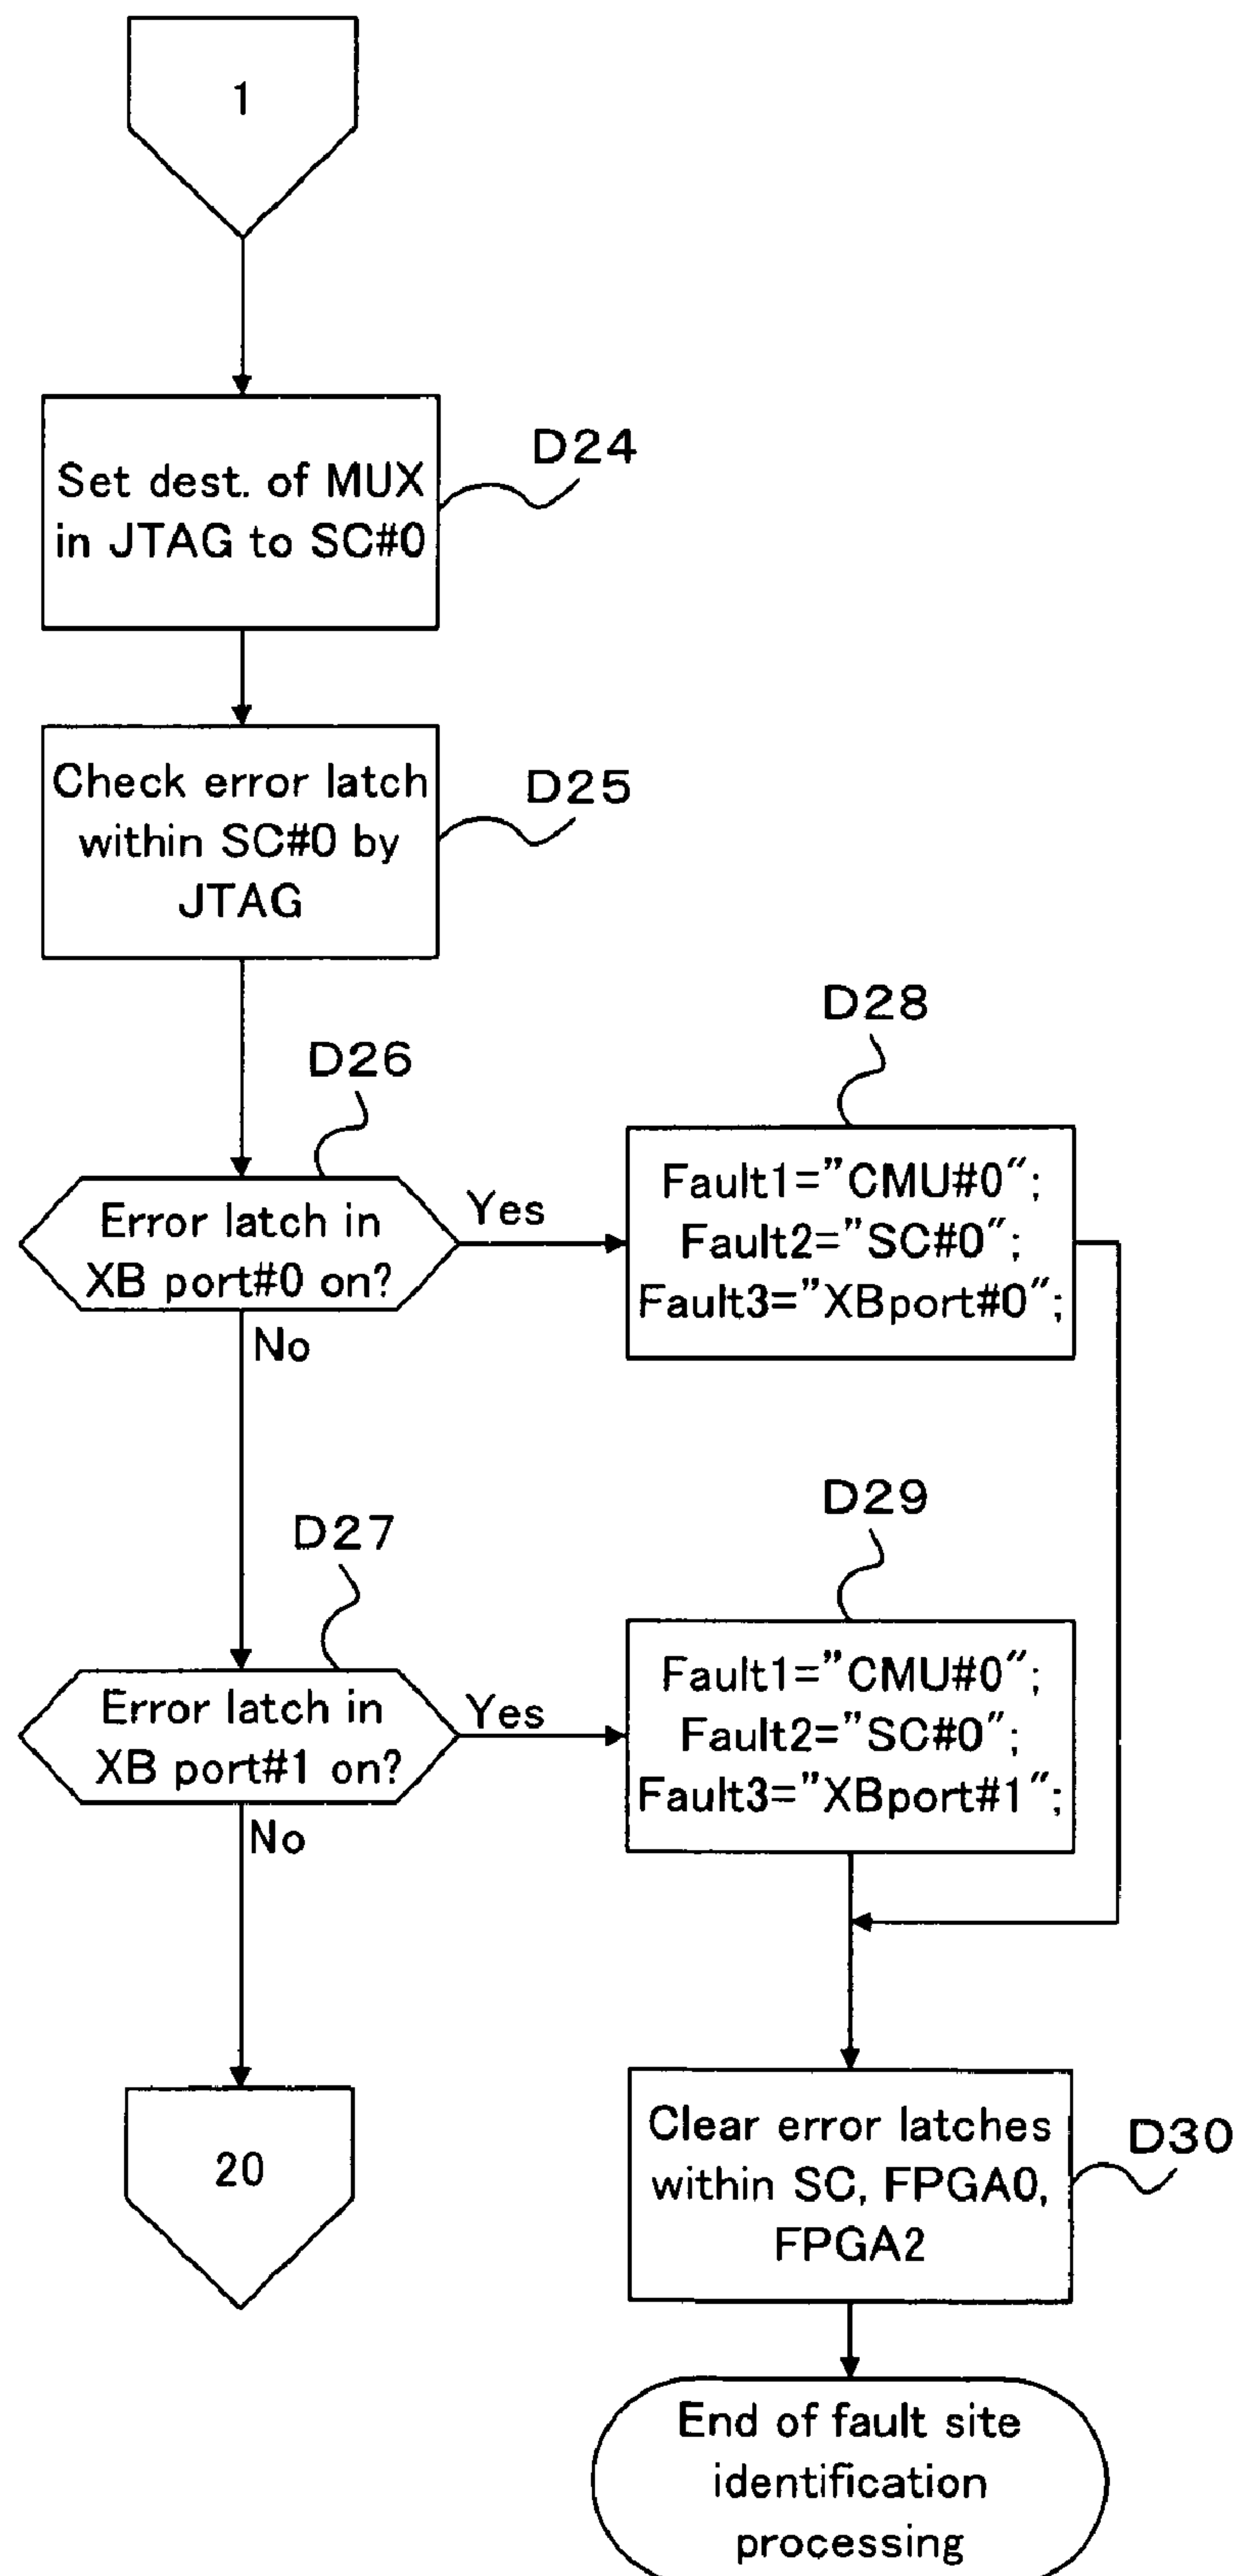 1
Set dest. of MUX
in JTAG to SC#0
D24
Check error latch
within SC#0 by
JTAG
D25
D26
Error latch in
XB port#0 on?
Yes
No
D28
Fault1="CMU#0";
Fault2="SC#0";
Fault3="XBport#0";
D27
Error latch in
XB port#1 on?
Yes
No
D29
Fault1="CMU#0";
Fault2="SC#0";
Fault3="XBport#1";
20
Clear error latches
within SC, FPGA0,
FPGA2
D30
End of fault site
identification
processing